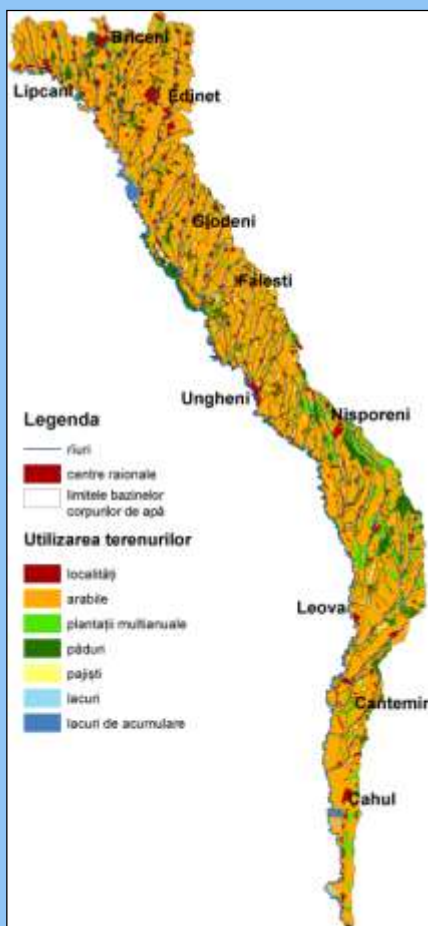 Briceni
Lipcani
Edinet
Glodeni
Falesti
Ungheni
Nisporeni
Legenda
rîuri
centre raionale
limitele bazinelor
corpurilor de apă
Utilizarea terenurilor
localități
arabile
plantații multianuale
păduri
pajiști
lacuri
lacuri de acumulare
Leova
Cantemir
Cahul